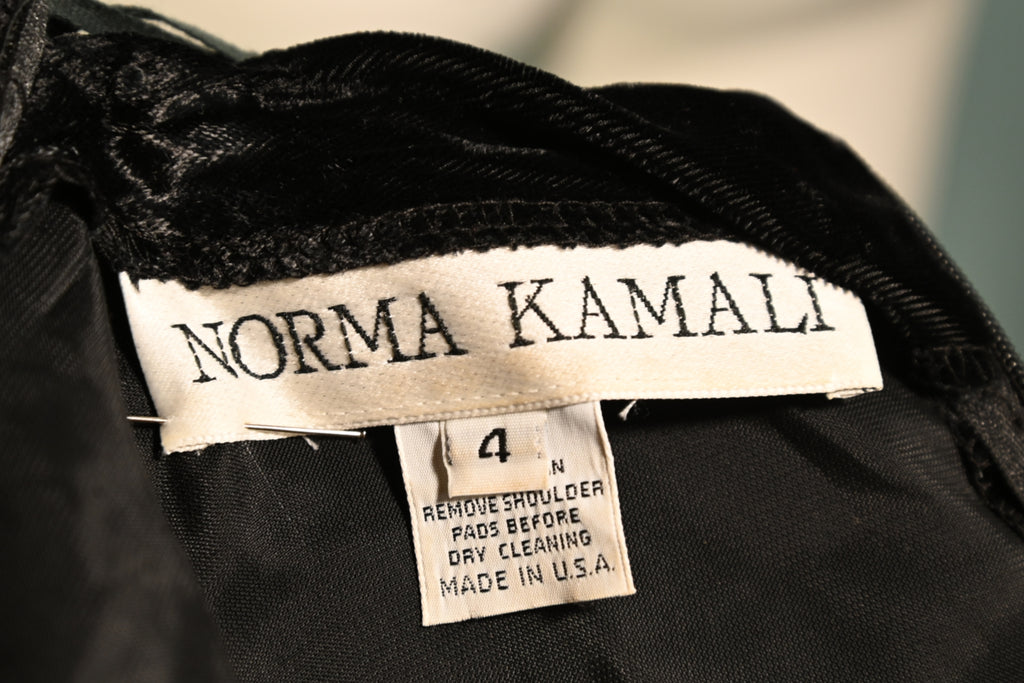 NORMA KAMALI
4
N
REMOVE SHOULDER
PADS BEFORE
DRY CLEANING
MADE IN U.S.A.